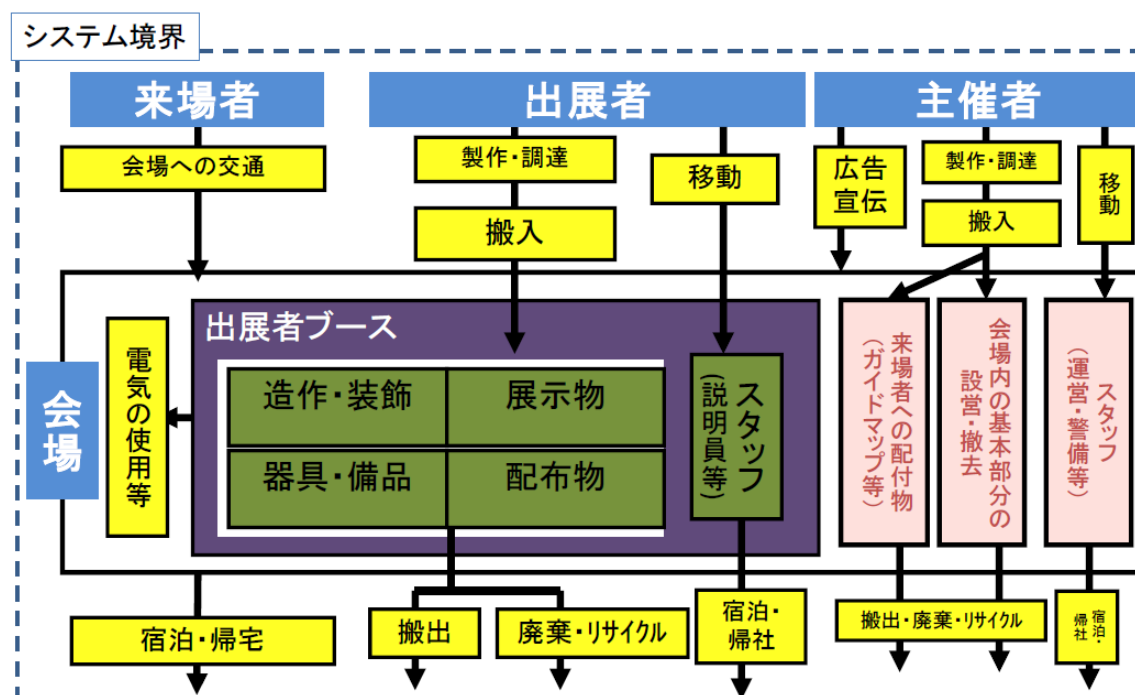 システム境界
来場者
出展者
主催者
会場への交通
製作・調達
搬入
移動
広告
宣伝
製作・調達
搬入
移動
会場
電気の使用等
出展者ブース
造作・装飾
展示物
器具・備品
配布物
スタッフ
(説明員等)
来場者への配付物
(ガイドマップ等)
会場内の基本部分の
設営・撤去
スタッフ
(運営・警備等)
宿泊・帰宅
搬出
廃棄・リサイクル
宿泊・
帰社
搬出・廃棄・リサイクル
宿泊・
帰社